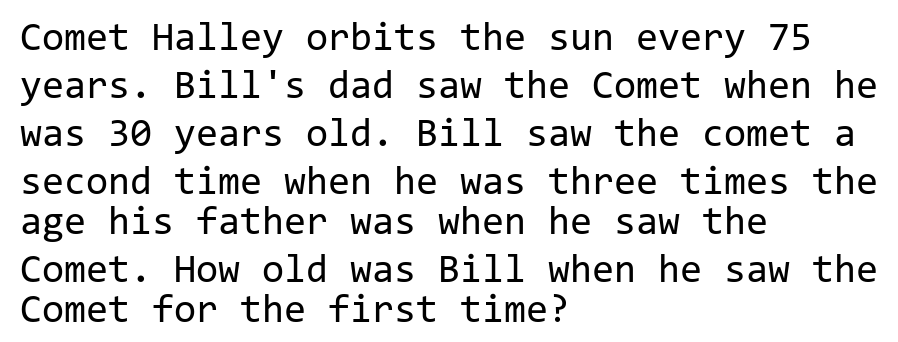 Comet Halley orbits the sun every 75
years. Bill's dad saw the Comet when he
was 30 years old. Bill saw the comet a
second time when he was three times the
age his father was when he saw the
Comet. How old was Bill when he saw the
Comet for the first time?